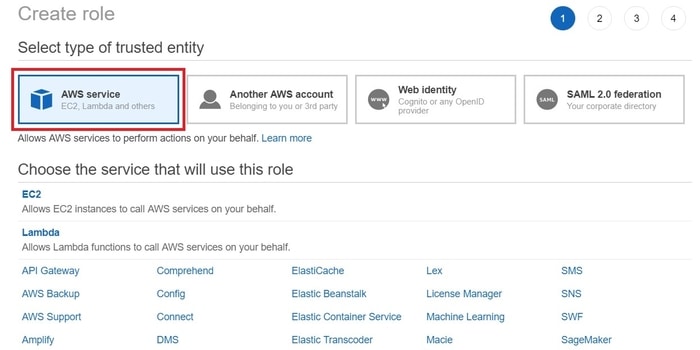 Create role
1 2 3 4
Select type of trusted entity
AWS service
EC2, Lambda and others
Another AWS account
Belonging to you or 3rd party
www
Web identity
Cognito or any OpenID
provider
SAML
SAML 2.0 federation
Your corporate directory
Allows AWS services to perform actions on your behalf. Learn more
Choose the service that will use this role
EC2
Allows EC2 instances to call AWS services on your behalf.
Lambda
Allows Lambda functions to call AWS services on your behalf.
API Gateway Comprehend ElastiCache Lex SMS
AWS Backup Config Elastic Beanstalk License Manager SNS
AWS Support Connect Elastic Container Service Machine Learning SWF
Amplify DMS Elastic Transcoder Macie SageMaker